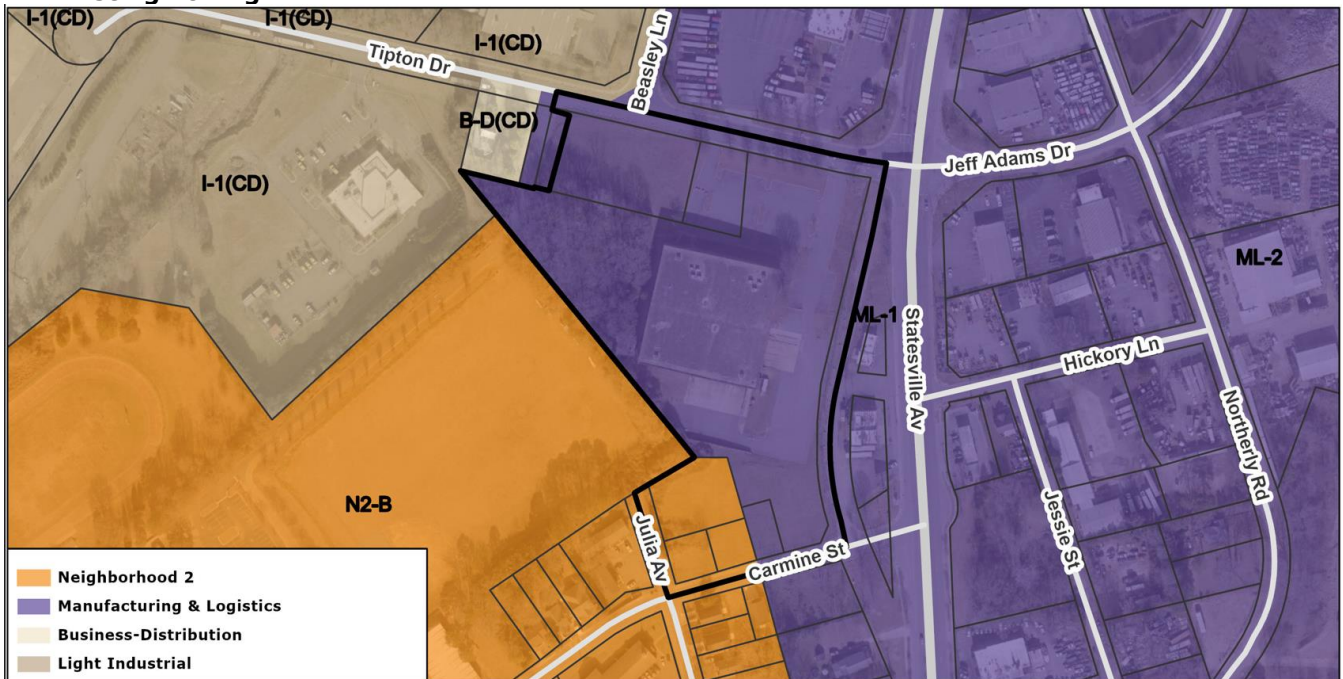 I-1(CD)
I-1(CD)
I-1(CD)
Tipton Dr
Beasley Ln
B-D(CD)
I-1(CD)
Jeff Adams Dr
ML-2
ML-1
Statesville Av
Hickory Ln
Northerly Rd
N2-B
Julia Av
Carmine St
Jessie St
Neighborhood 2
Manufacturing & Logistics
Business-Distribution
Light Industrial